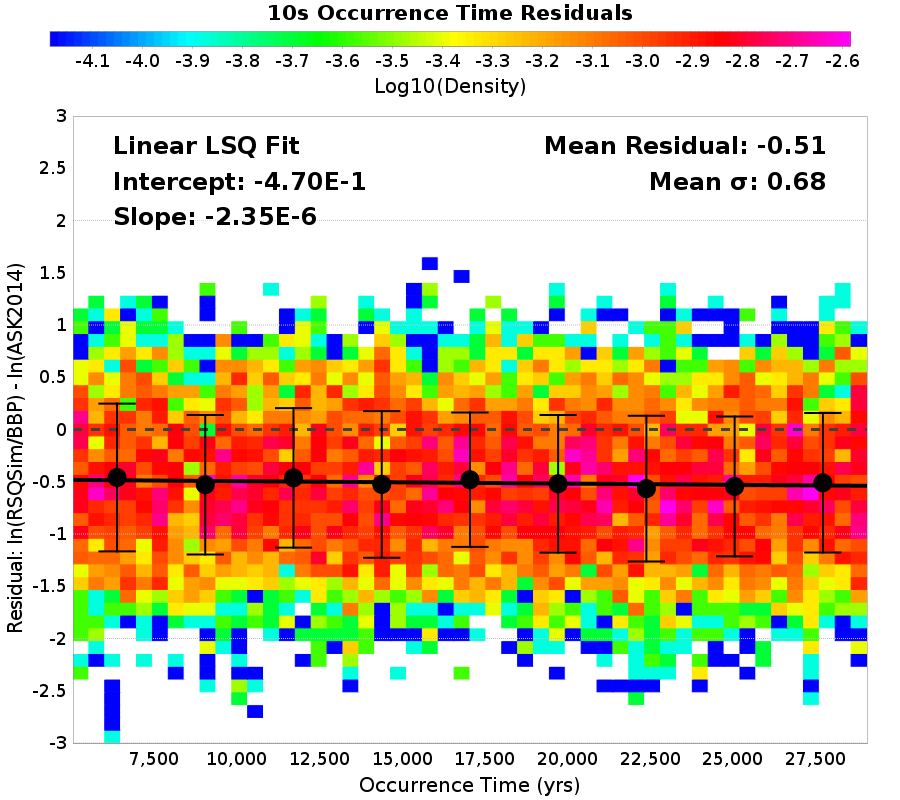 10s Occurrence Time Residuals
-4.1 -4.0 -3.9 -3.8 -3.7 -3.6 -3.5 -3.4 -3.3 -3.2 -3.1 -3.0 -2.9 -2.8 -2.7 -2.6
Log10(Density)
Linear LSQ Fit
Intercept: -4.70E-1
Slope: -2.35E-6
Mean Residual: -0.51
Mean σ: 0.68
Residual: ln(RSQSim/BBP) - ln(ASK2014)
3
2.5
2
1.5
1
0.5
0
-0.5
-1
-1.5
-2
-2.5
-3
7,500 10,000 12,500 15,000 17,500 20,000 22,500 25,000 27,500
Occurrence Time (yrs)